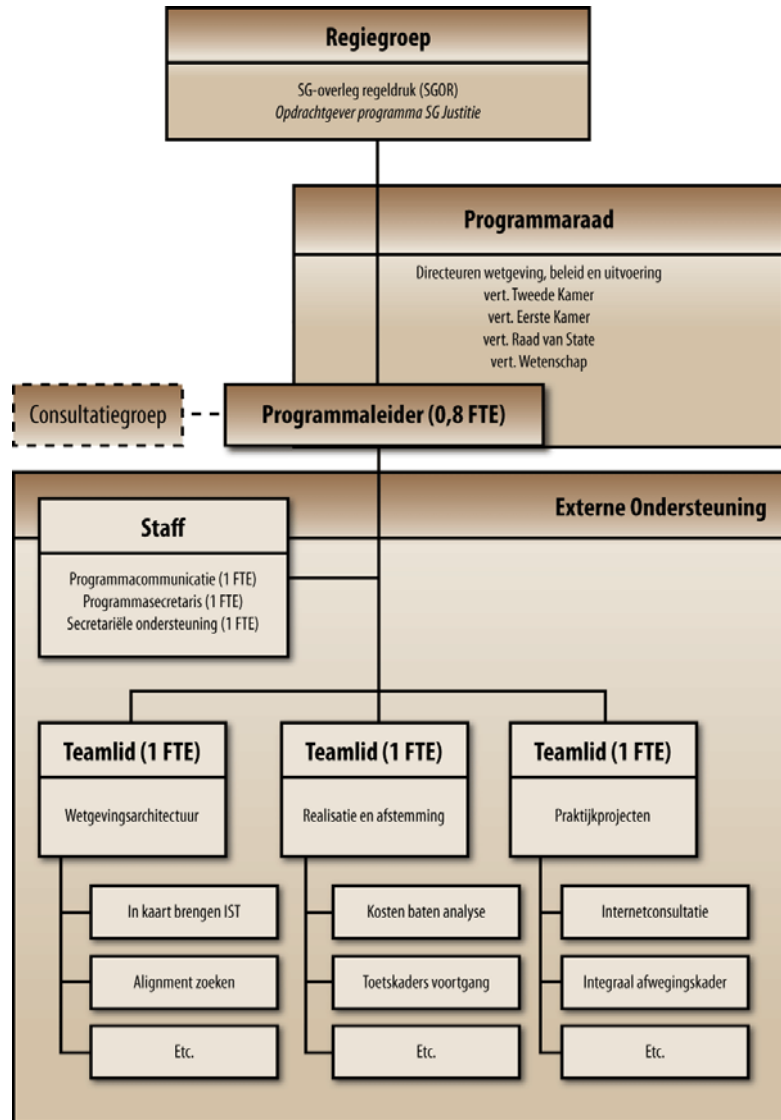 Regiegroep
SG-overleg regeldruk (SGOR)
Opdrachtgever programma SG Justitie
Programmaraad
Directeuren wetgeving, beleid en uitvoering
vert. Tweede Kamer
vert. Eerste Kamer
vert. Raad van State
vert. Wetenschap
Consultatiegroep
Programmaleider (0,8 FTE)
Externe Ondersteuning
Staff
Programmacommunicatie (1 FTE)
Programmasecretaris (1 FTE)
Secretariële ondersteuning (1 FTE)
Teamlid (1 FTE)
Wetgevingsarchitectuur
In kaart brengen IST
Alignment zoeken
Etc.
Teamlid (1 FTE)
Realisatie en afstemming
Kosten baten analyse
Toetskaders voortgang
Etc.
Teamlid (1 FTE)
Praktijkprojecten
Internetconsultatie
Integraal afwegingskader
Etc.